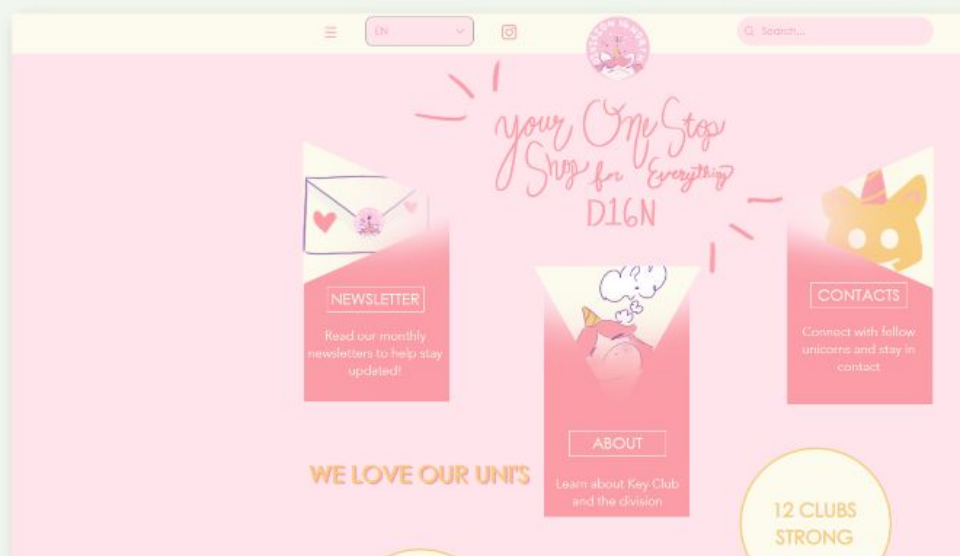 EN
Search...
your One Stop
Shop for Everything
D16N
NEWSLETTER
Read our monthly
newsletters to help stay
updated!
CONTACTS
Connect with fellow
unicorns and stay in
contact
ABOUT
Learn about Key Club
and the division
WE LOVE OUR UNI'S
12 CLUBS
STRONG